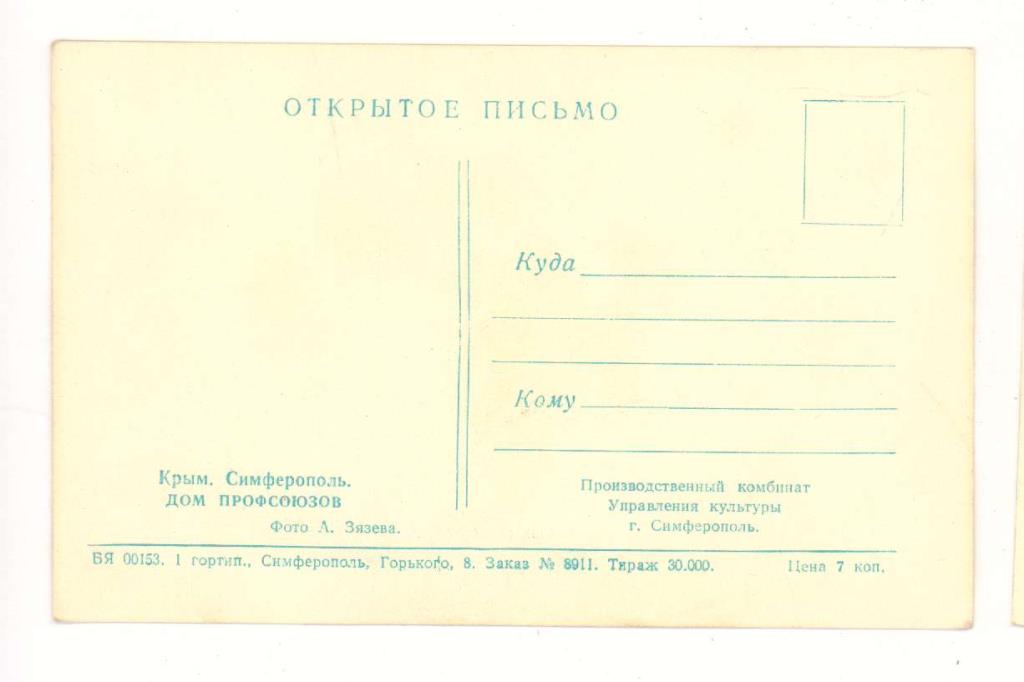 ОТКРЫТОЕ ПИСЬМО
Куда
Кому
Крым. Симферополь.
ДОМ ПРОФСОЮЗОВ
Фото А. Зязева.
Производственный комбинат
Управления культуры
г. Симферополь.
БЯ 00153. 1 гортип., Симферополь, Горького, 8. Заказ № 8911. Тираж 30.000. Цена 7 коп.